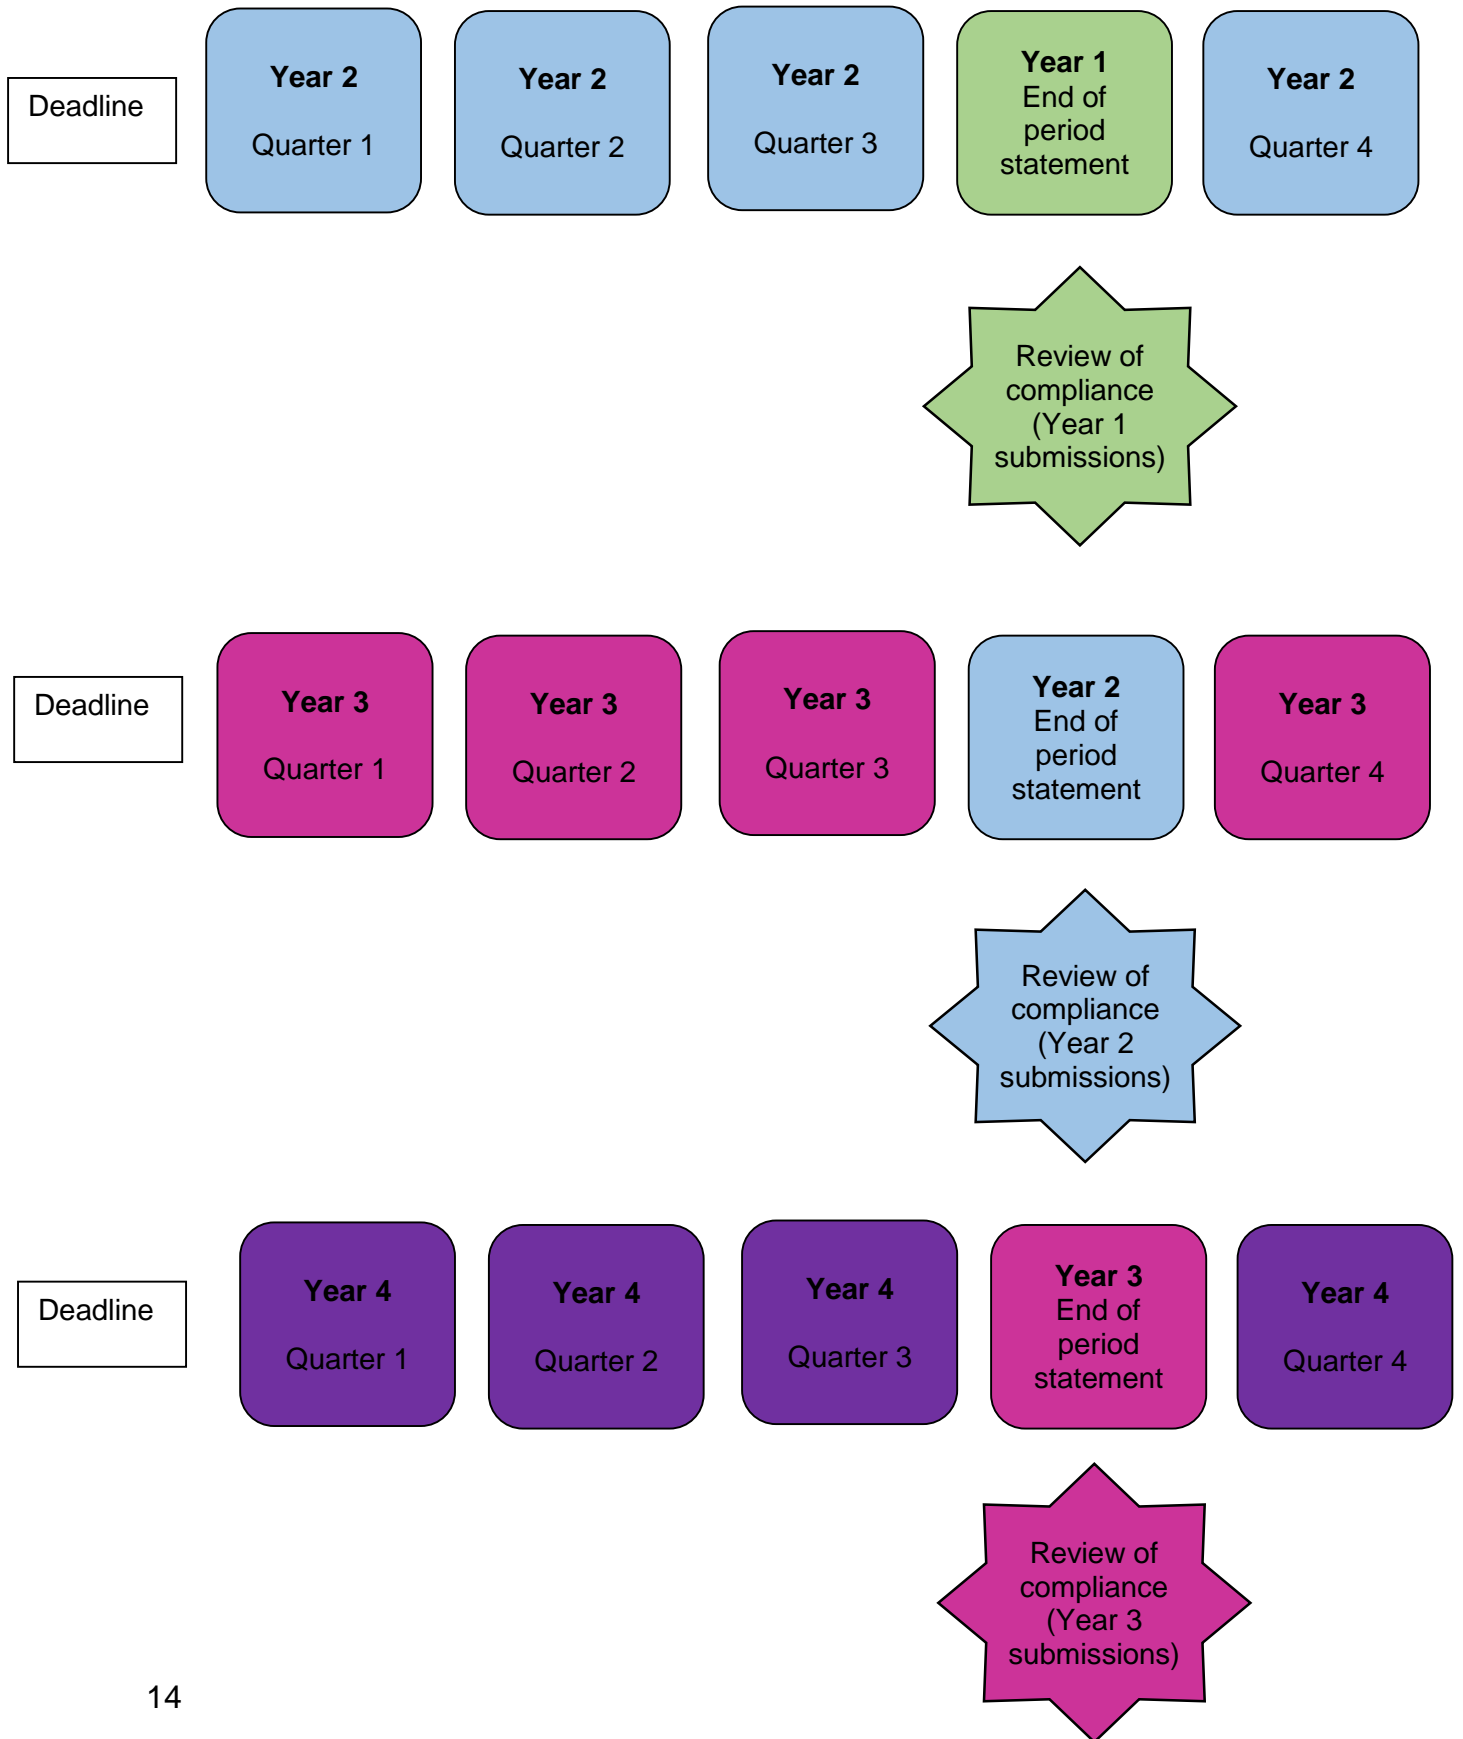 Deadline
Year 2
Quarter 1
Year 2
Quarter 2
Year 2
Quarter 3
Year 1
End of
period
statement
Year 2
Quarter 4
Review of
compliance
(Year 1
submissions)
Deadline
Year 3
Quarter 1
Year 3
Quarter 2
Year 3
Quarter 3
Year 2
End of
period
statement
Year 3
Quarter 4
Review of
compliance
(Year 2
submissions)
Deadline
Year 4
Quarter 1
Year 4
Quarter 2
Year 4
Quarter 3
Year 3
End of
period
statement
Year 4
Quarter 4
Review of
compliance
(Year 3
submissions)
14